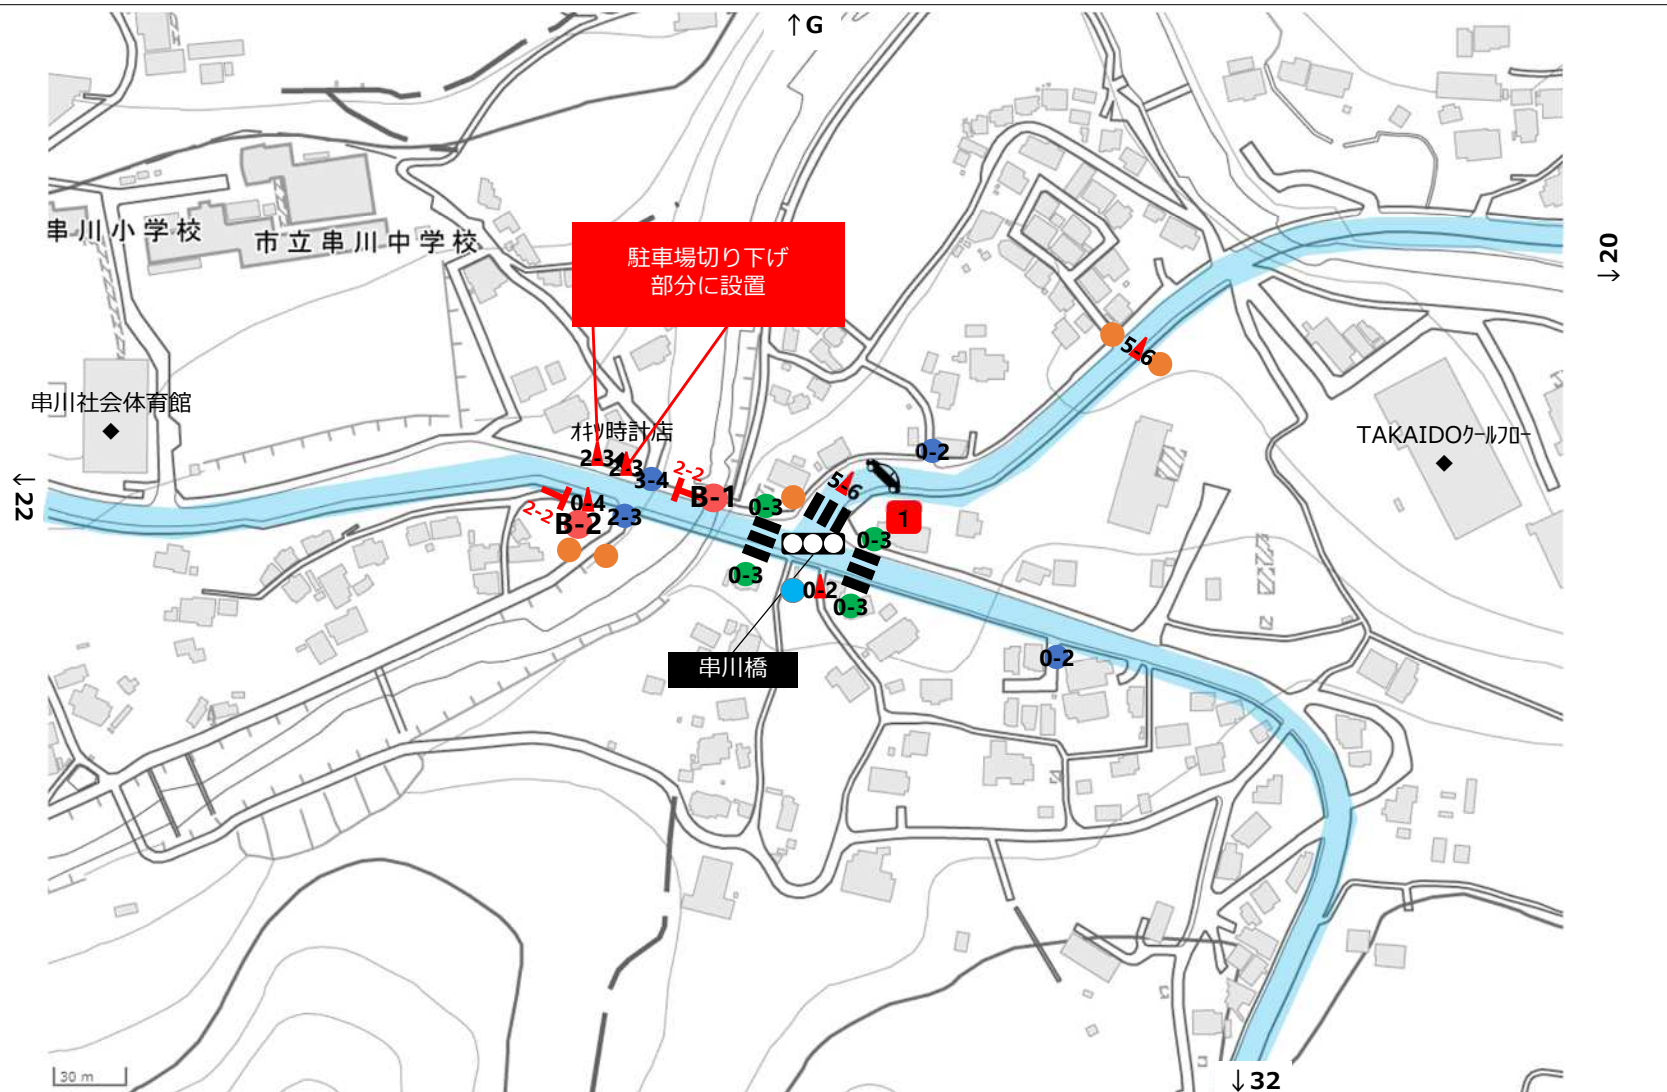 ↑G
串川小学校
市立串川中学校
駐車場切り下げ
部分に設置
→20
串川社会体育館
ｵｷﾂ時計店
TAKAIDOｸｰﾙﾌﾛｰ
5-6
0-2
2-3
2-3
3-4
2-2
B-1
5-6
←22
2-2
0-4
B-2
2-3
0-3
1
0-3
0-3
0-2
0-3
串川橋
0-2
30 m
↓32